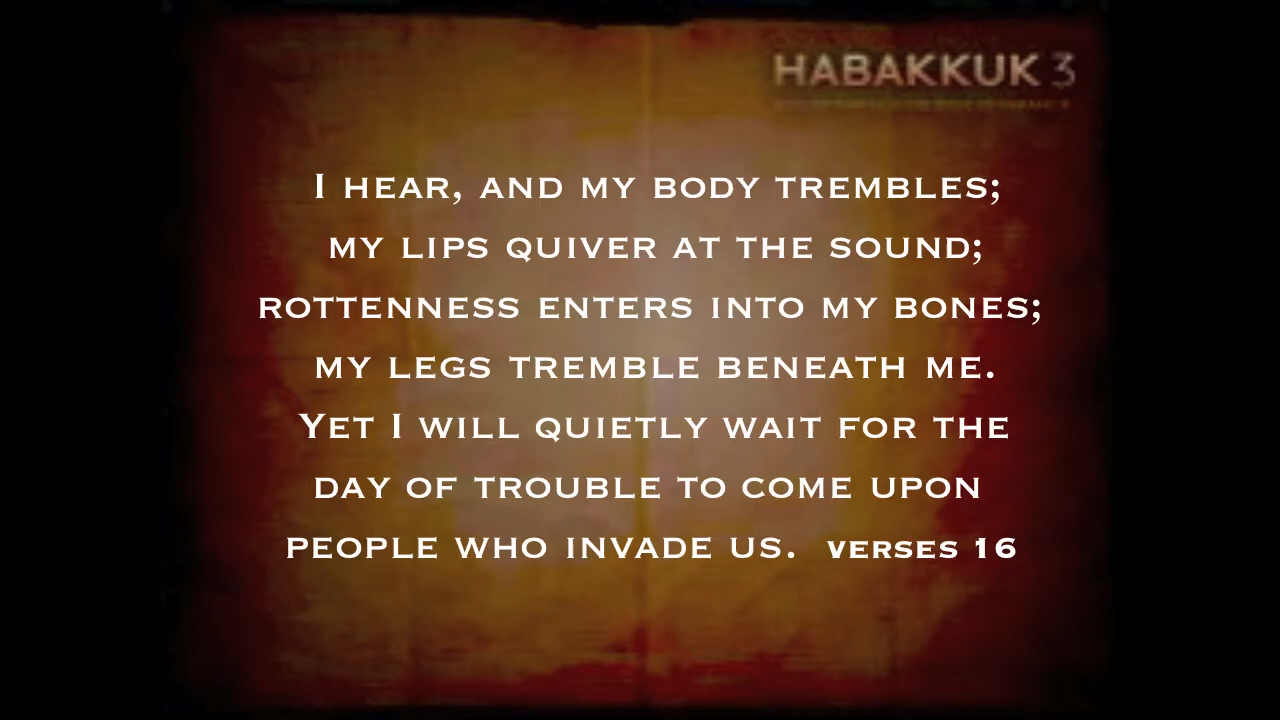 HABAKKUK 3
I HEAR, AND MY BODY TREMBLES;
MY LIPS QUIVER AT THE SOUND;
ROTTENNESS ENTERS INTO MY BONES;
MY LEGS TREMBLE BENEATH ME.
YET I WILL QUIETLY WAIT FOR THE
DAY OF TROUBLE TO COME UPON
PEOPLE WHO INVADE US. VERSES 16